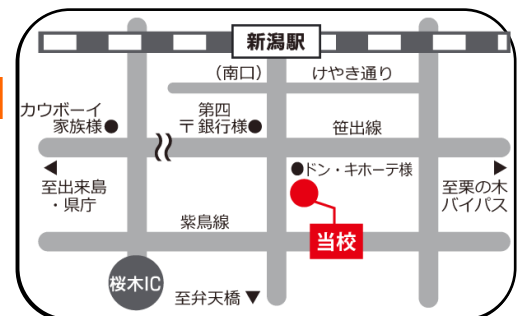 新潟駅
(南口)
けやき通り
カウボーイ
家族様●
第四
〒銀行様●
笹出線
●ドン・キホーテ様
◀
至出来島
・県庁
▶
至栗の木
バイパス
紫鳥線
当校
桜木IC
至弁天橋▼